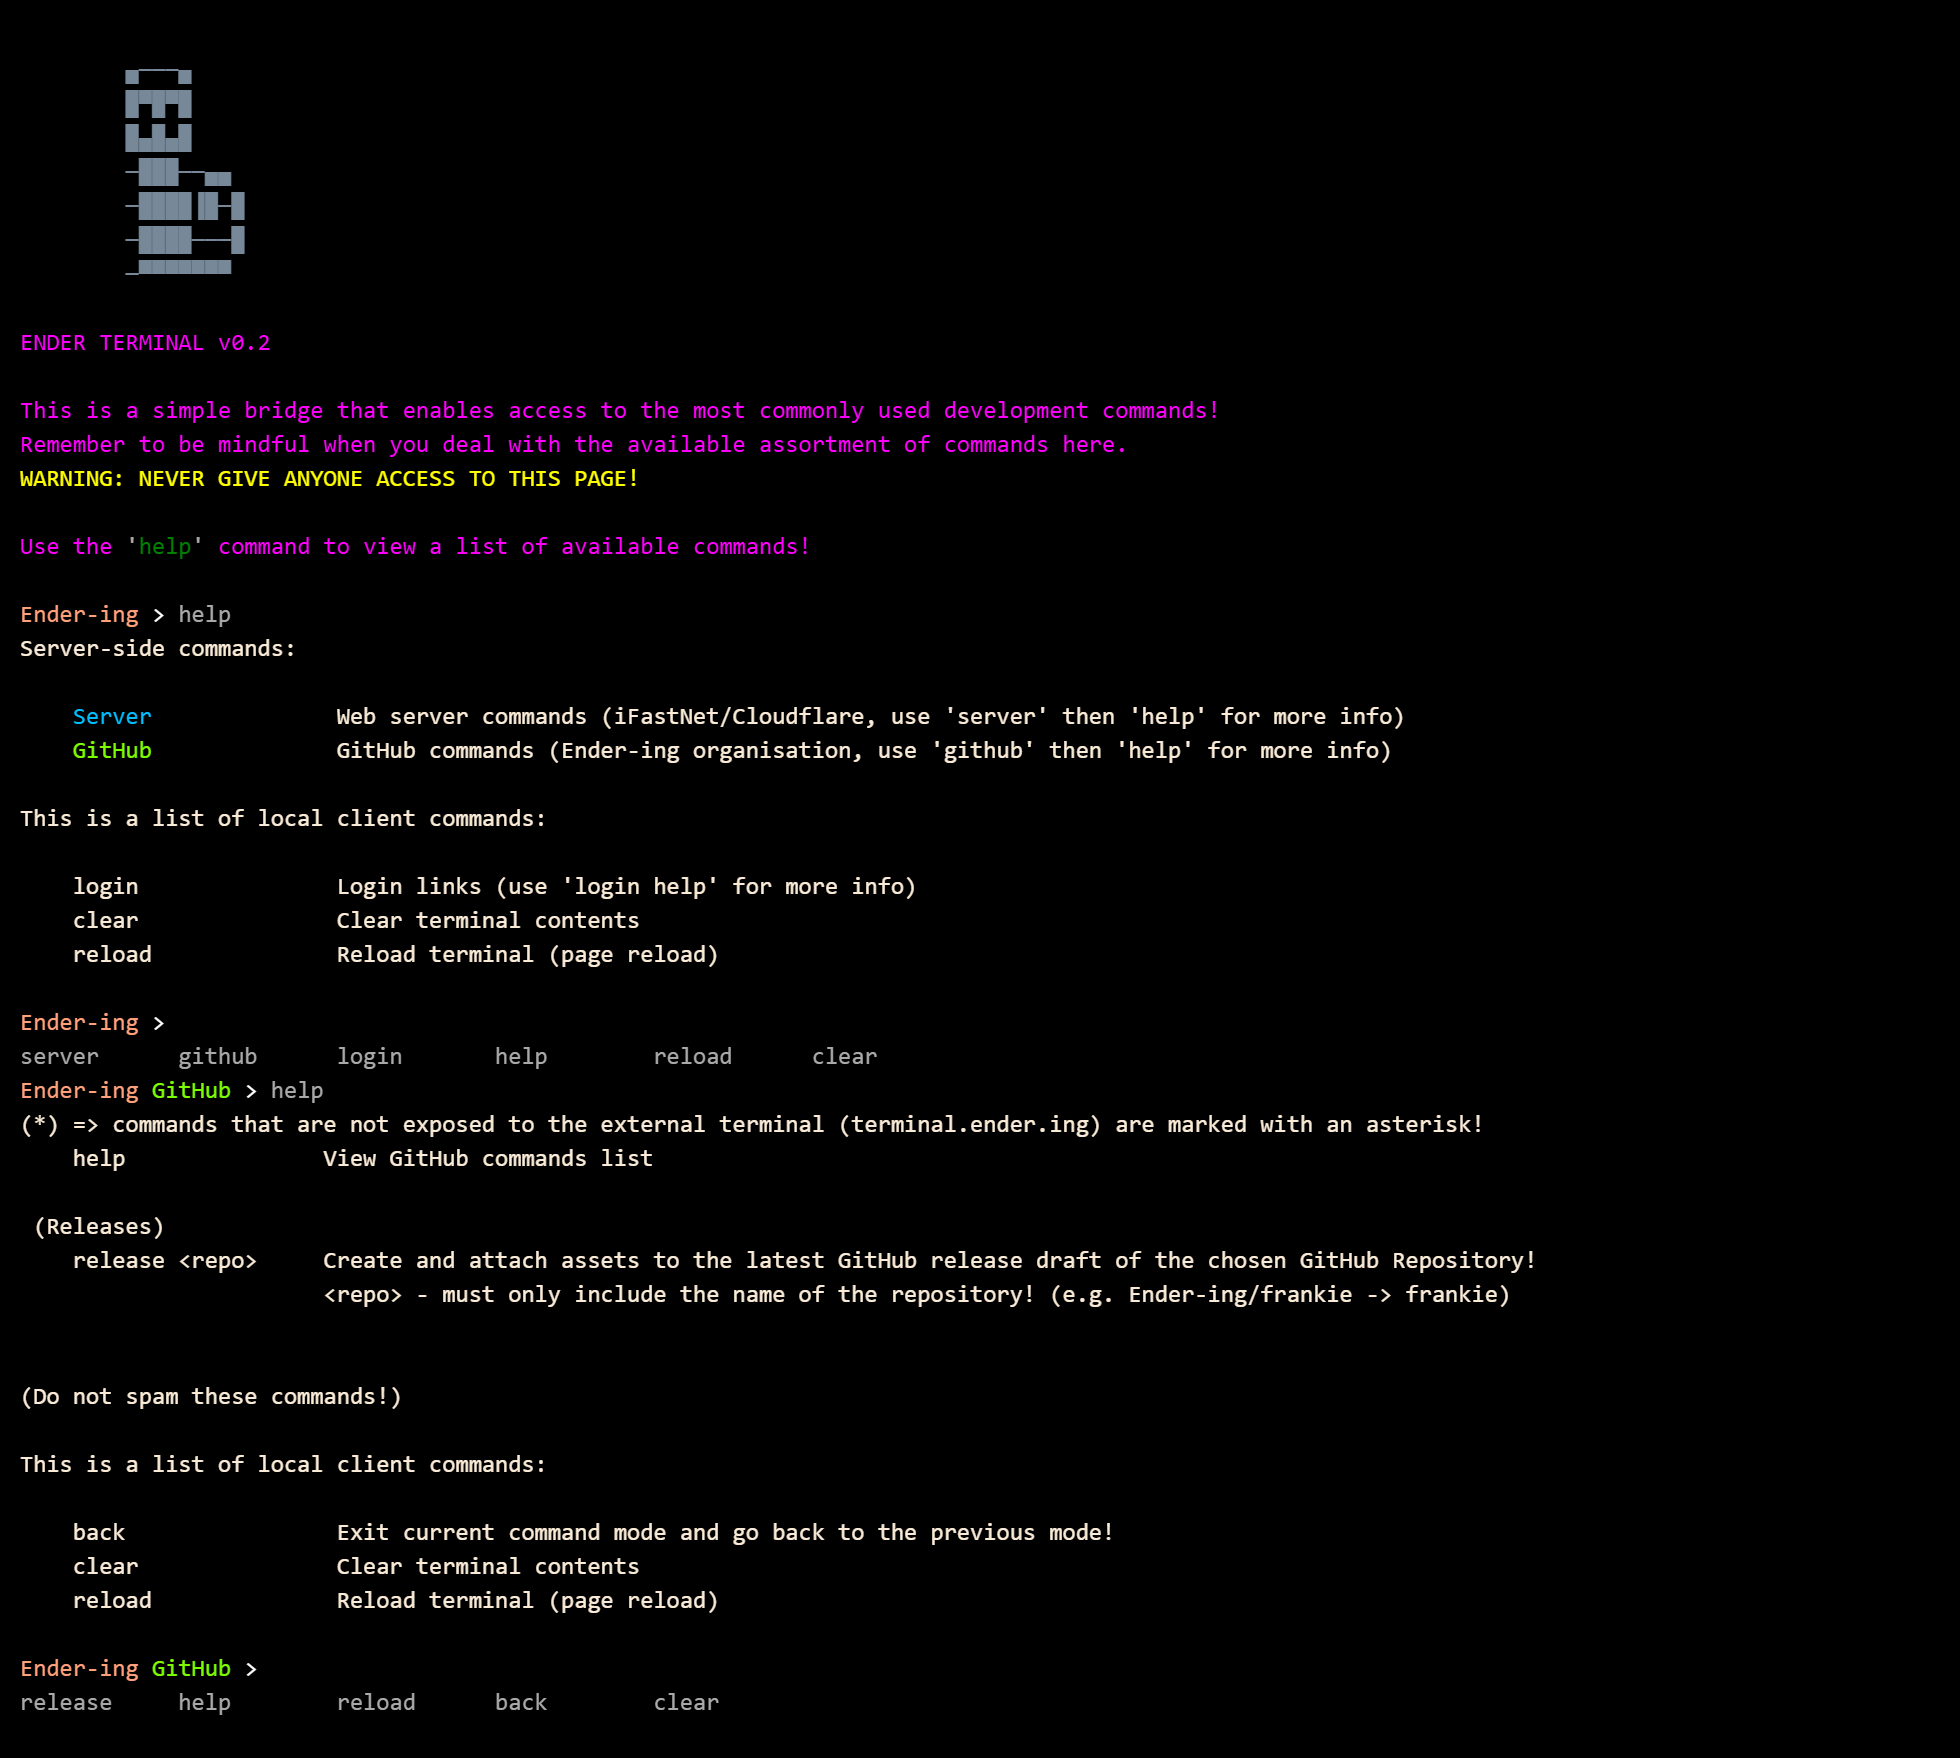 ENDER TERMINAL v0.2
This is a simple bridge that enables access to the most commonly used development commands!
Remember to be mindful when you deal with the available assortment of commands here.
WARNING: NEVER GIVE ANYONE ACCESS TO THIS PAGE!
Use the 'help' command to view a list of available commands!
Ender-ing > help
Server-side commands:
Server Web server commands (iFastNet/Cloudflare, use 'server' then 'help' for more info)
GitHub GitHub commands (Ender-ing organisation, use 'github' then 'help' for more info)
This is a list of local client commands:
login Login links (use 'login help' for more info)
clear Clear terminal contents
reload Reload terminal (page reload)
Ender-ing >
server github login help reload clear
Ender-ing GitHub > help
(*) => commands that are not exposed to the external terminal (terminal.ender.ing) are marked with an asterisk!
help View GitHub commands list
(Releases)
release <repo> Create and attach assets to the latest GitHub release draft of the chosen GitHub Repository!
<repo> - must only include the name of the repository! (e.g. Ender-ing/frankie -> frankie)
(Do not spam these commands!)
This is a list of local client commands:
back Exit current command mode and go back to the previous mode!
clear Clear terminal contents
reload Reload terminal (page reload)
Ender-ing GitHub >
release help reload back clear